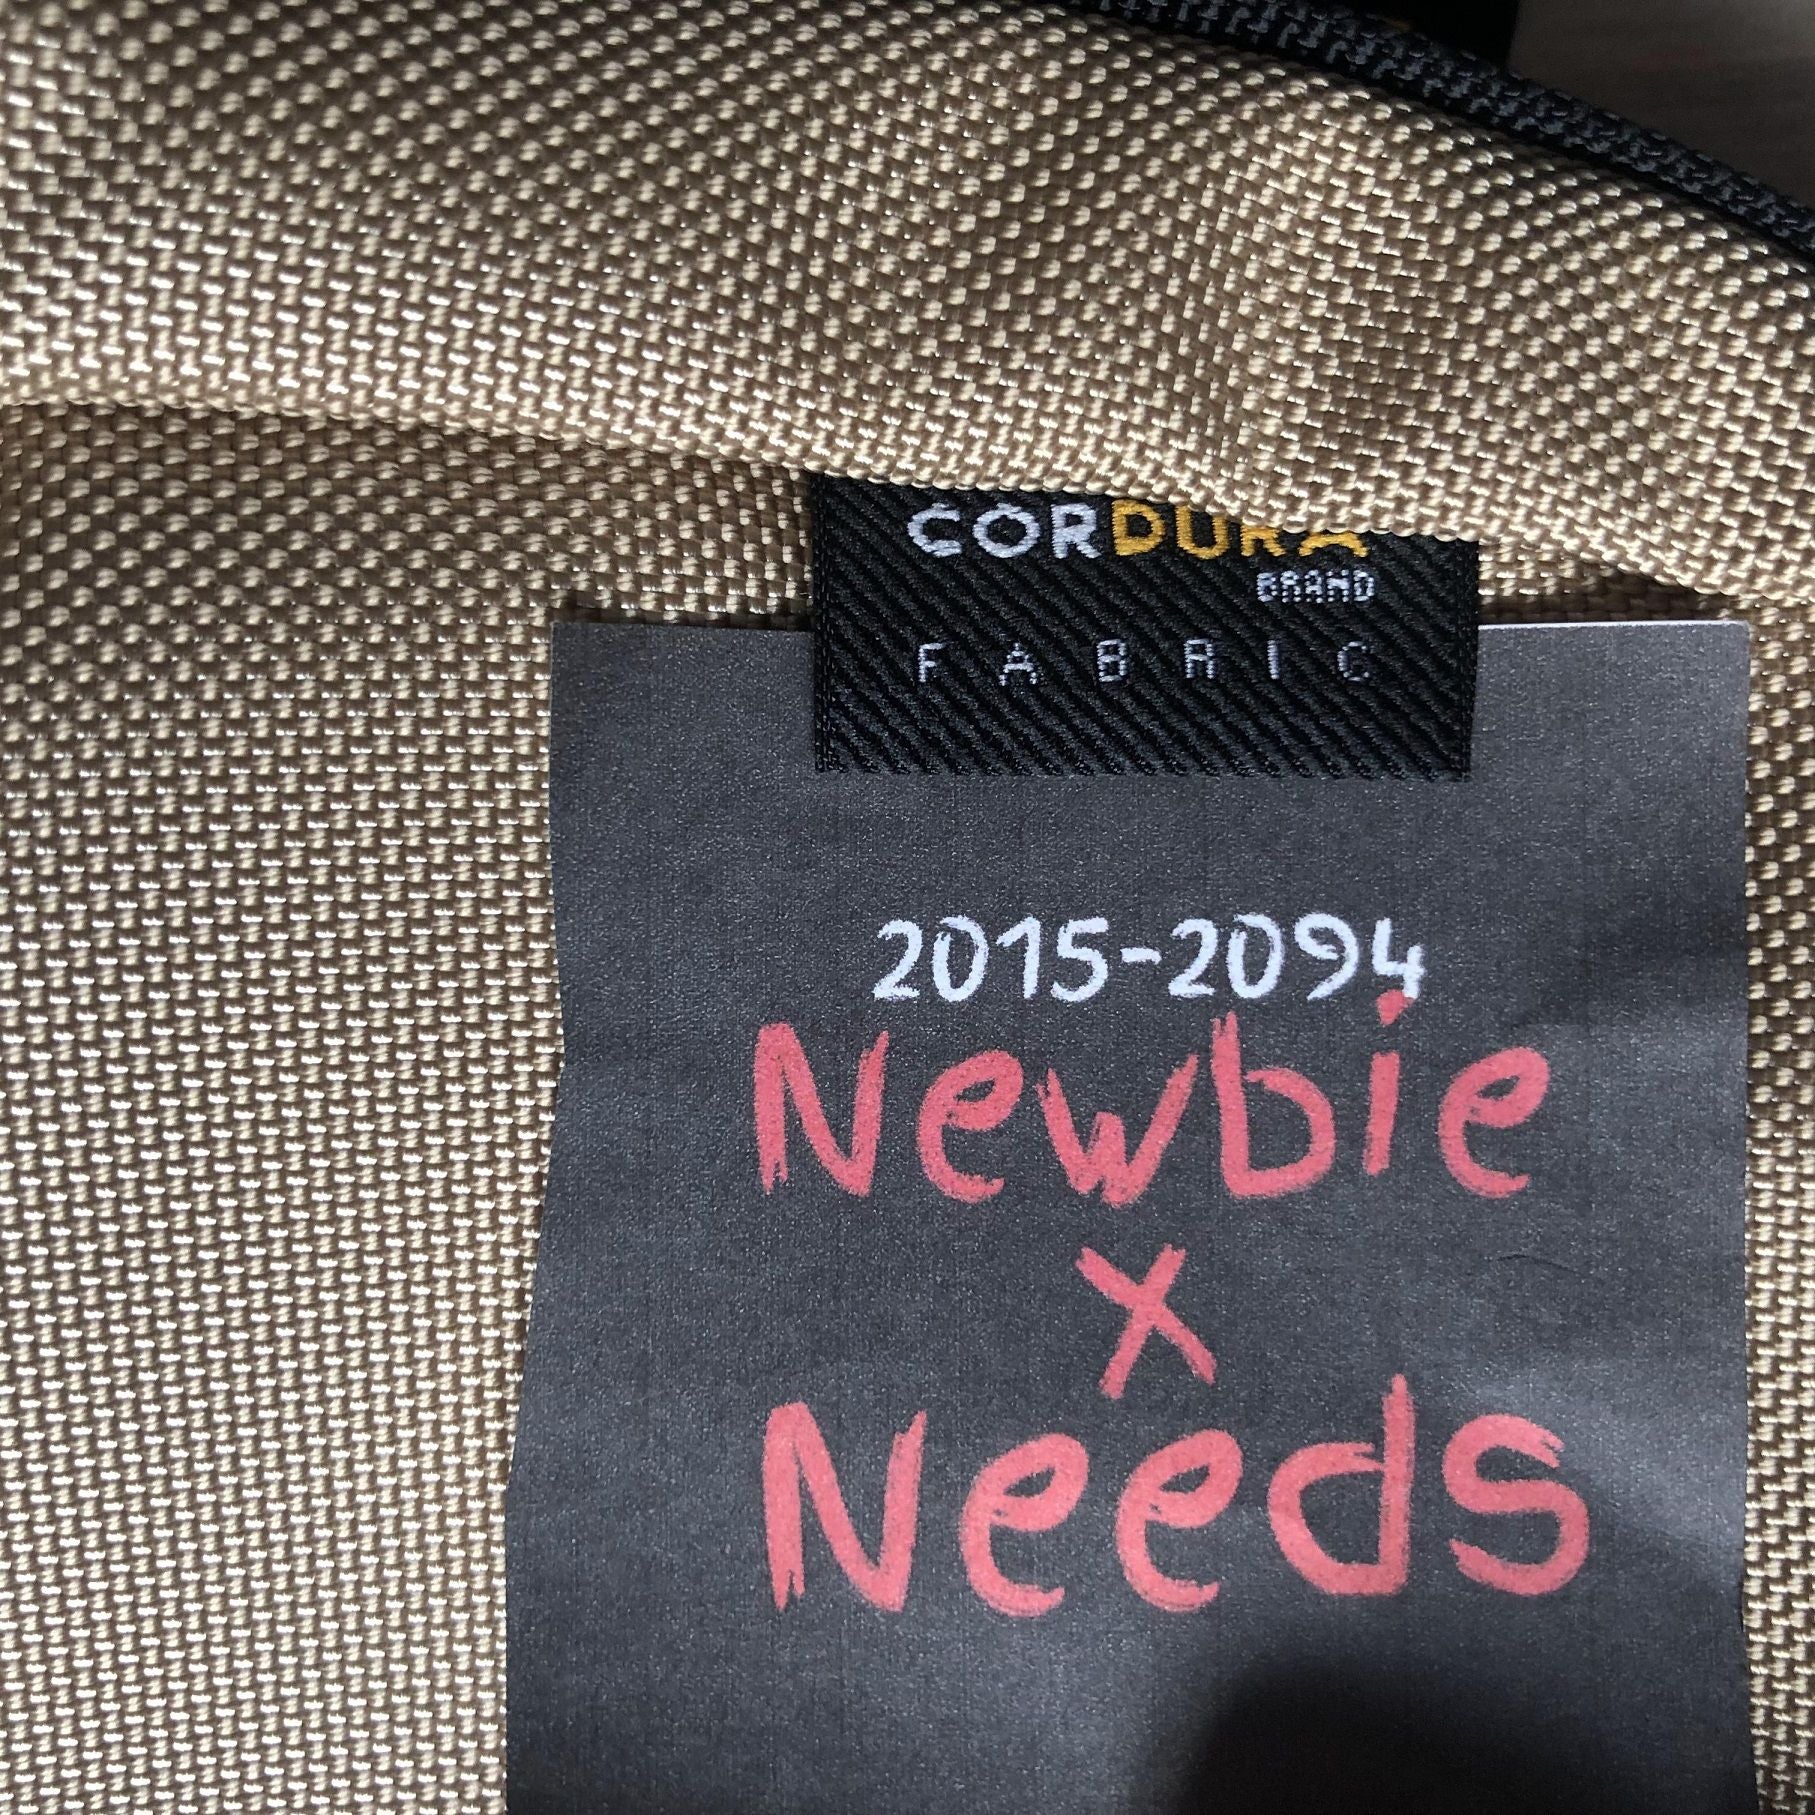 CORDURA
BRAND
FABRIC
2015-2094
Newbie
x
Needs